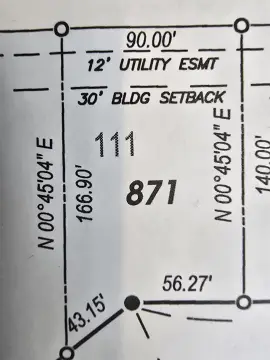 90.00'
12' UTILITY ESMT
30' BLDG SETBACK
111
871
N 00°45'04" E
166.90'
N 00°45'04" E
140.00'
56.27'
43.15'